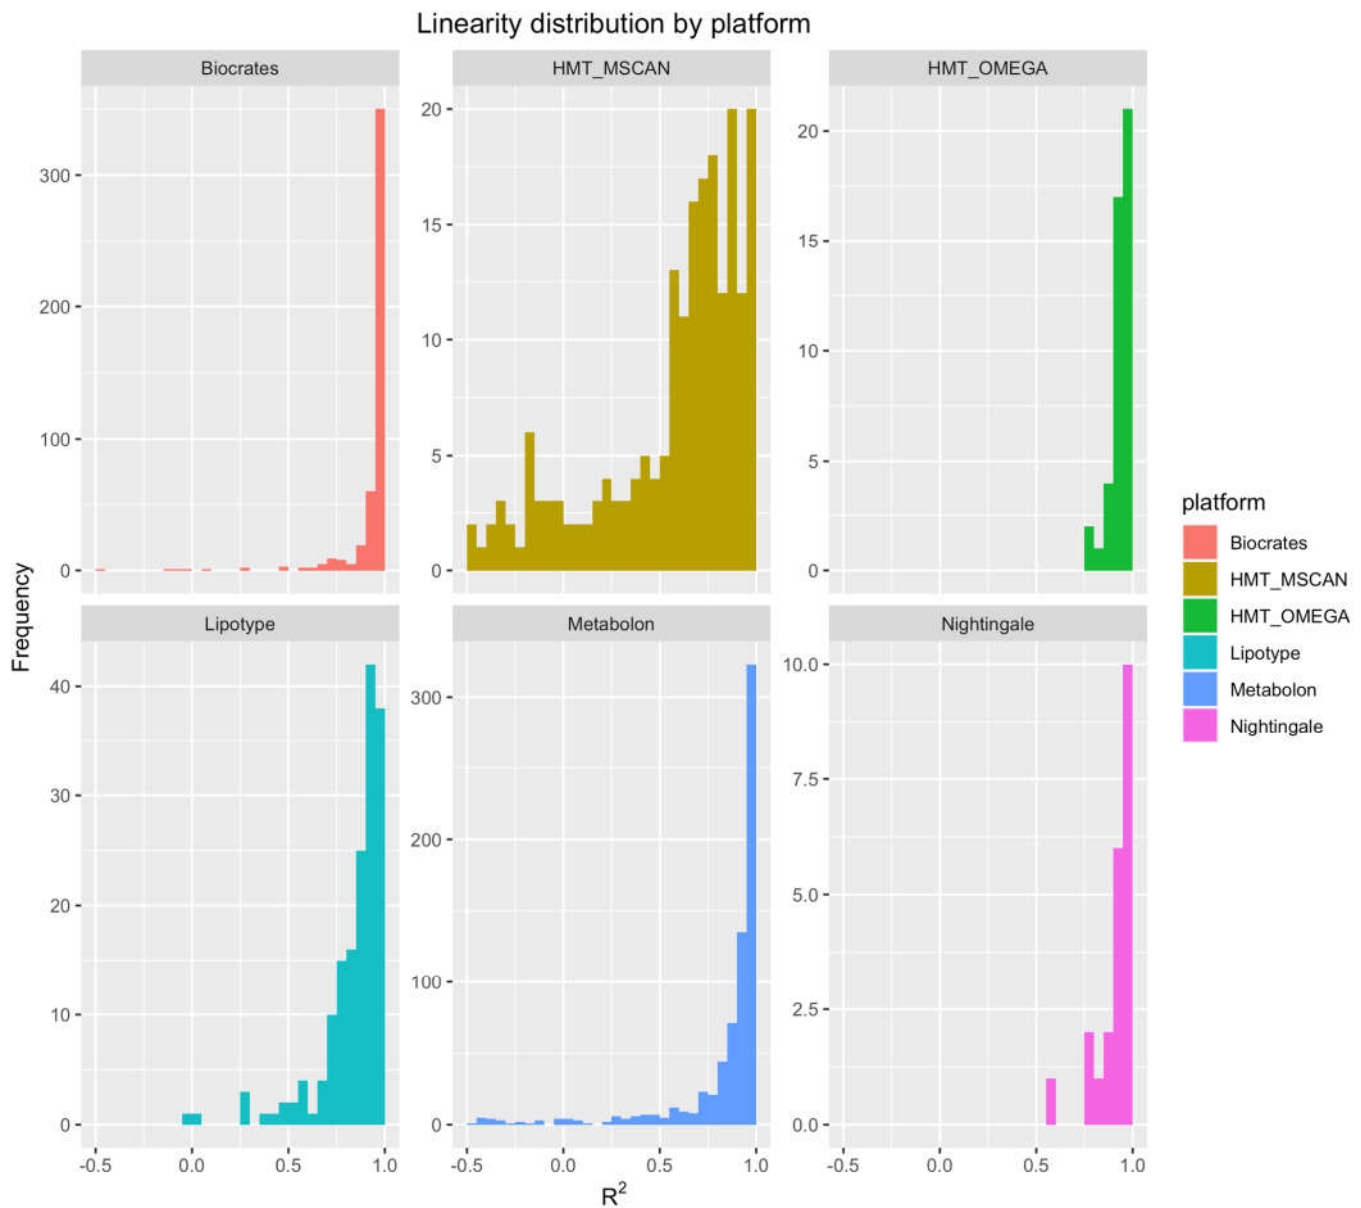 Linearity distribution by platform
Biocrates
HMT_MSCAN
HMT_OMEGA
300
200
100
0
20
15
10
5
0
20
15
10
5
0
Frequency
Lipotype
Metabolon
Nightingale
40
30
20
10
0
300
200
100
0
10.0
7.5
5.0
2.5
0.0
-0.5 0.0 0.5 1.0
-0.5 0.0 0.5 1.0
-0.5 0.0 0.5 1.0
R²
platform
Biocrates
HMT_MSCAN
HMT_OMEGA
Lipotype
Metabolon
Nightingale